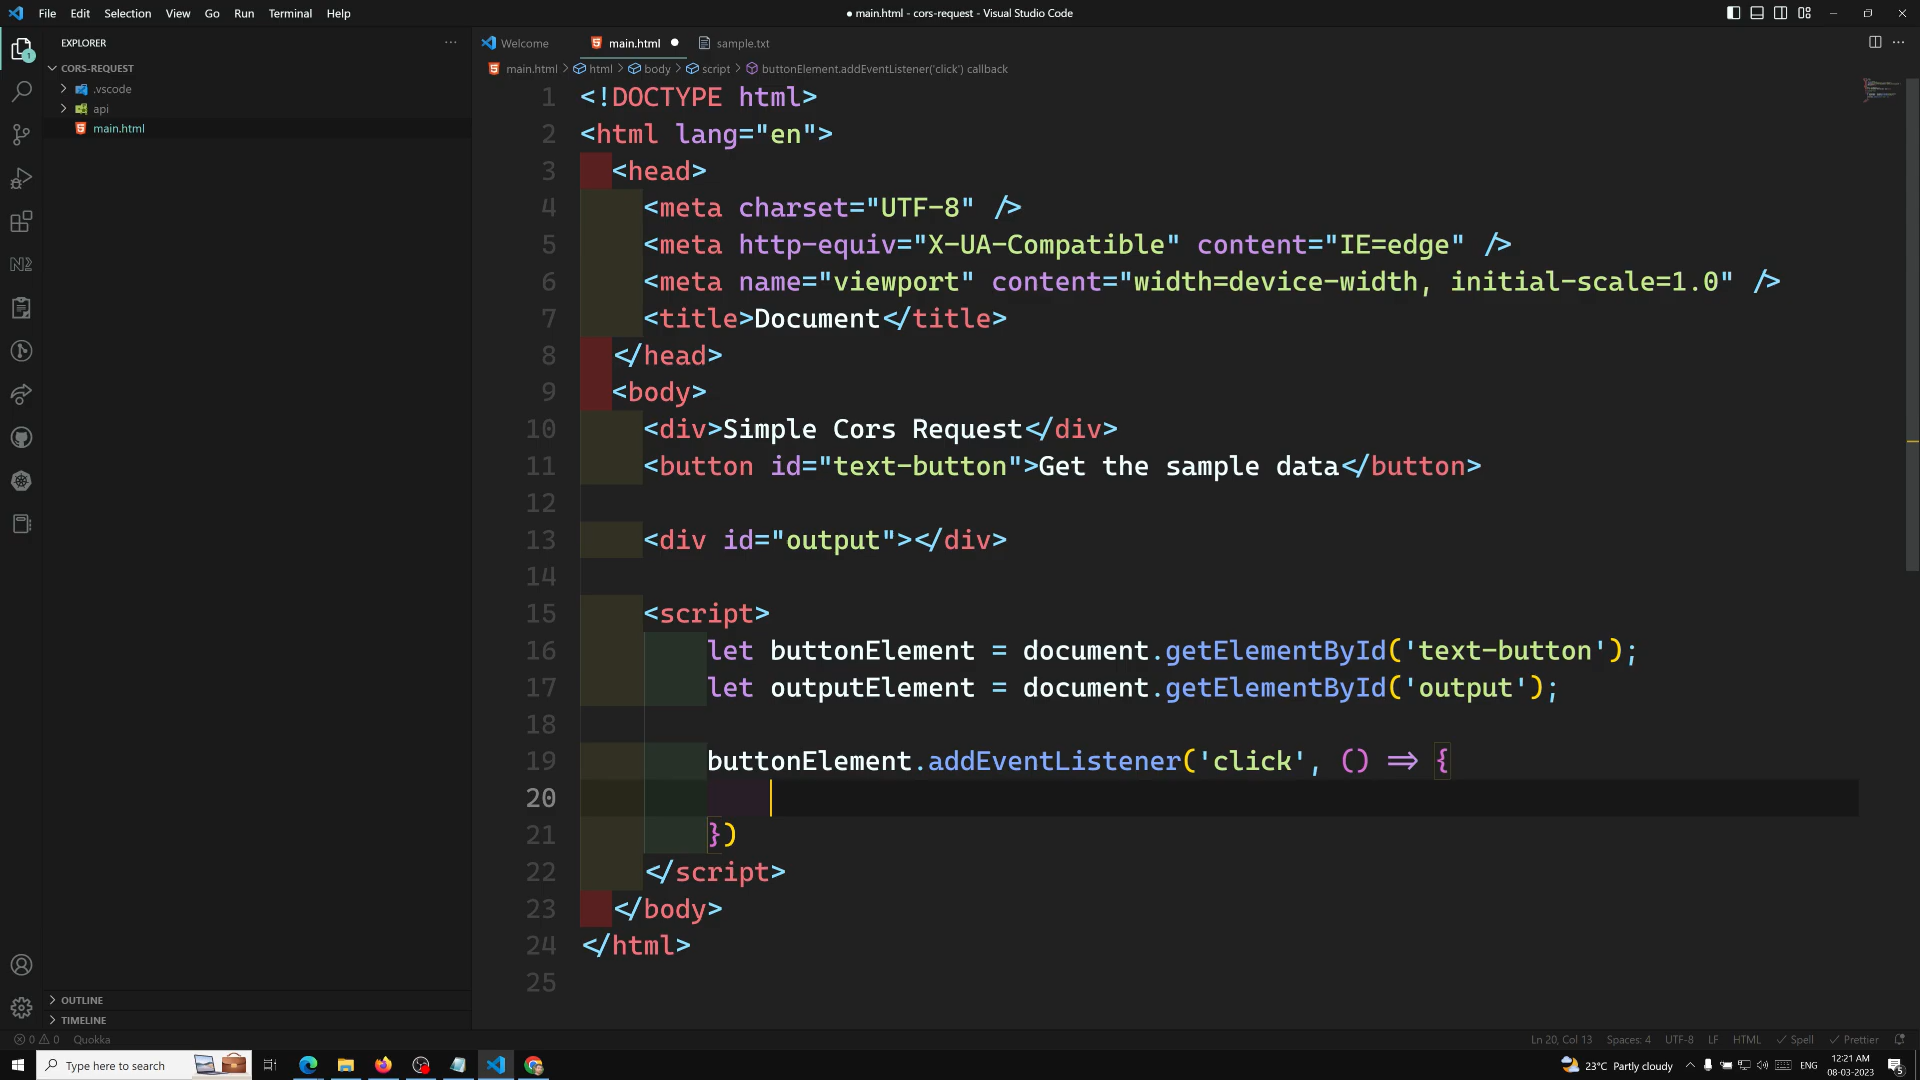 File Edit Selection View Go Run Terminal Help
● main.html - cors-request - Visual Studio Code
EXPLORER
Welcome
main.html
sample.txt
CORS-REQUEST
main.html > html > body > script > buttonElement.addEventListener('click') callback
.vscode
api
main.html
1 <!DOCTYPE html>
2 <html lang="en">
3 <head>
4 <meta charset="UTF-8" />
5 <meta http-equiv="X-UA-Compatible" content="IE=edge" />
6 <meta name="viewport" content="width=device-width, initial-scale=1.0" />
7 <title>Document</title>
8 </head>
9 <body>
10 <div>Simple Cors Request</div>
11 <button id="text-button">Get the sample data</button>
12
13 <div id="output"></div>
14
15 <script>
16 let buttonElement = document.getElementById('text-button');
17 let outputElement = document.getElementById('output');
18
19 buttonElement.addEventListener('click', () => {
20
21 })
22 </script>
23 </body>
24 </html>
25
OUTLINE
TIMELINE
0 0 Quokka
Ln 20, Col 13 Spaces: 4 UTF-8 LF HTML Spell Prettier
Type here to search
23°C Partly cloudy
ENG
12:21 AM
08-03-2023
5
1
N2